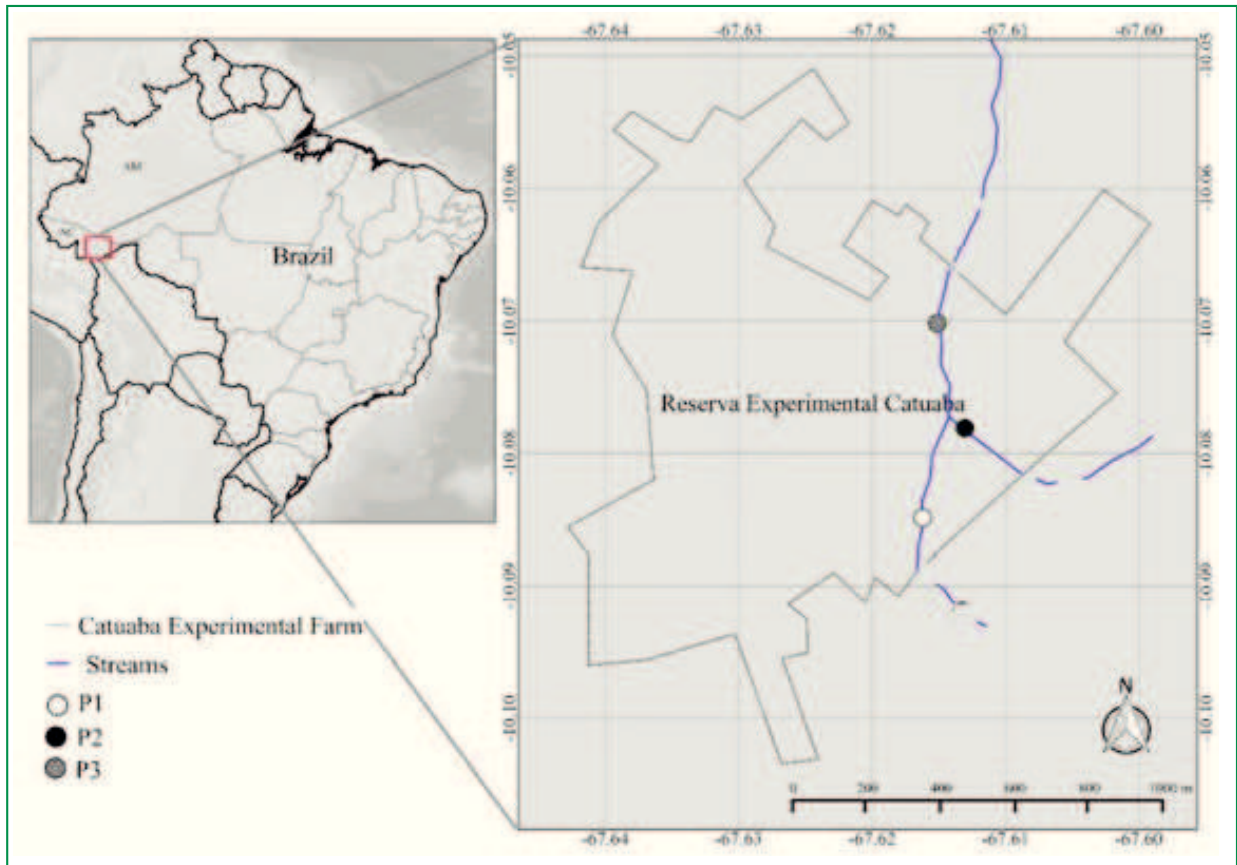 -67.64 -67.63 -67.62 -67.61 -67.60
-10.05 -10.05
AM
-10.06 -10.06
AC
Brazil
-10.07 -10.07
Reserva Experimental Catuaba
-10.08 -10.08
-10.09 -10.09
Catuaba Experimental Farm
Streams
P1
P2
P3
N
-10.10 -10.10
0 200 400 600 800 1000 m
-67.64 -67.63 -67.62 -67.61 -67.60